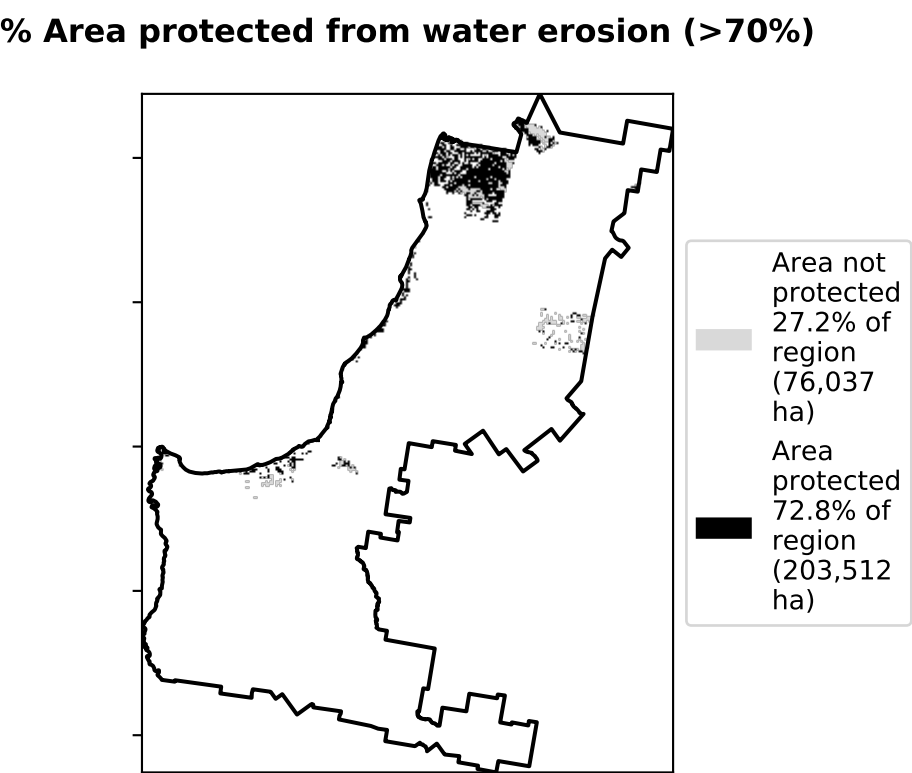 % Area protected from water erosion (>70%)
Area not
protected
27.2% of
region
(76,037
ha)
Area
protected
72.8% of
region
(203,512
ha)